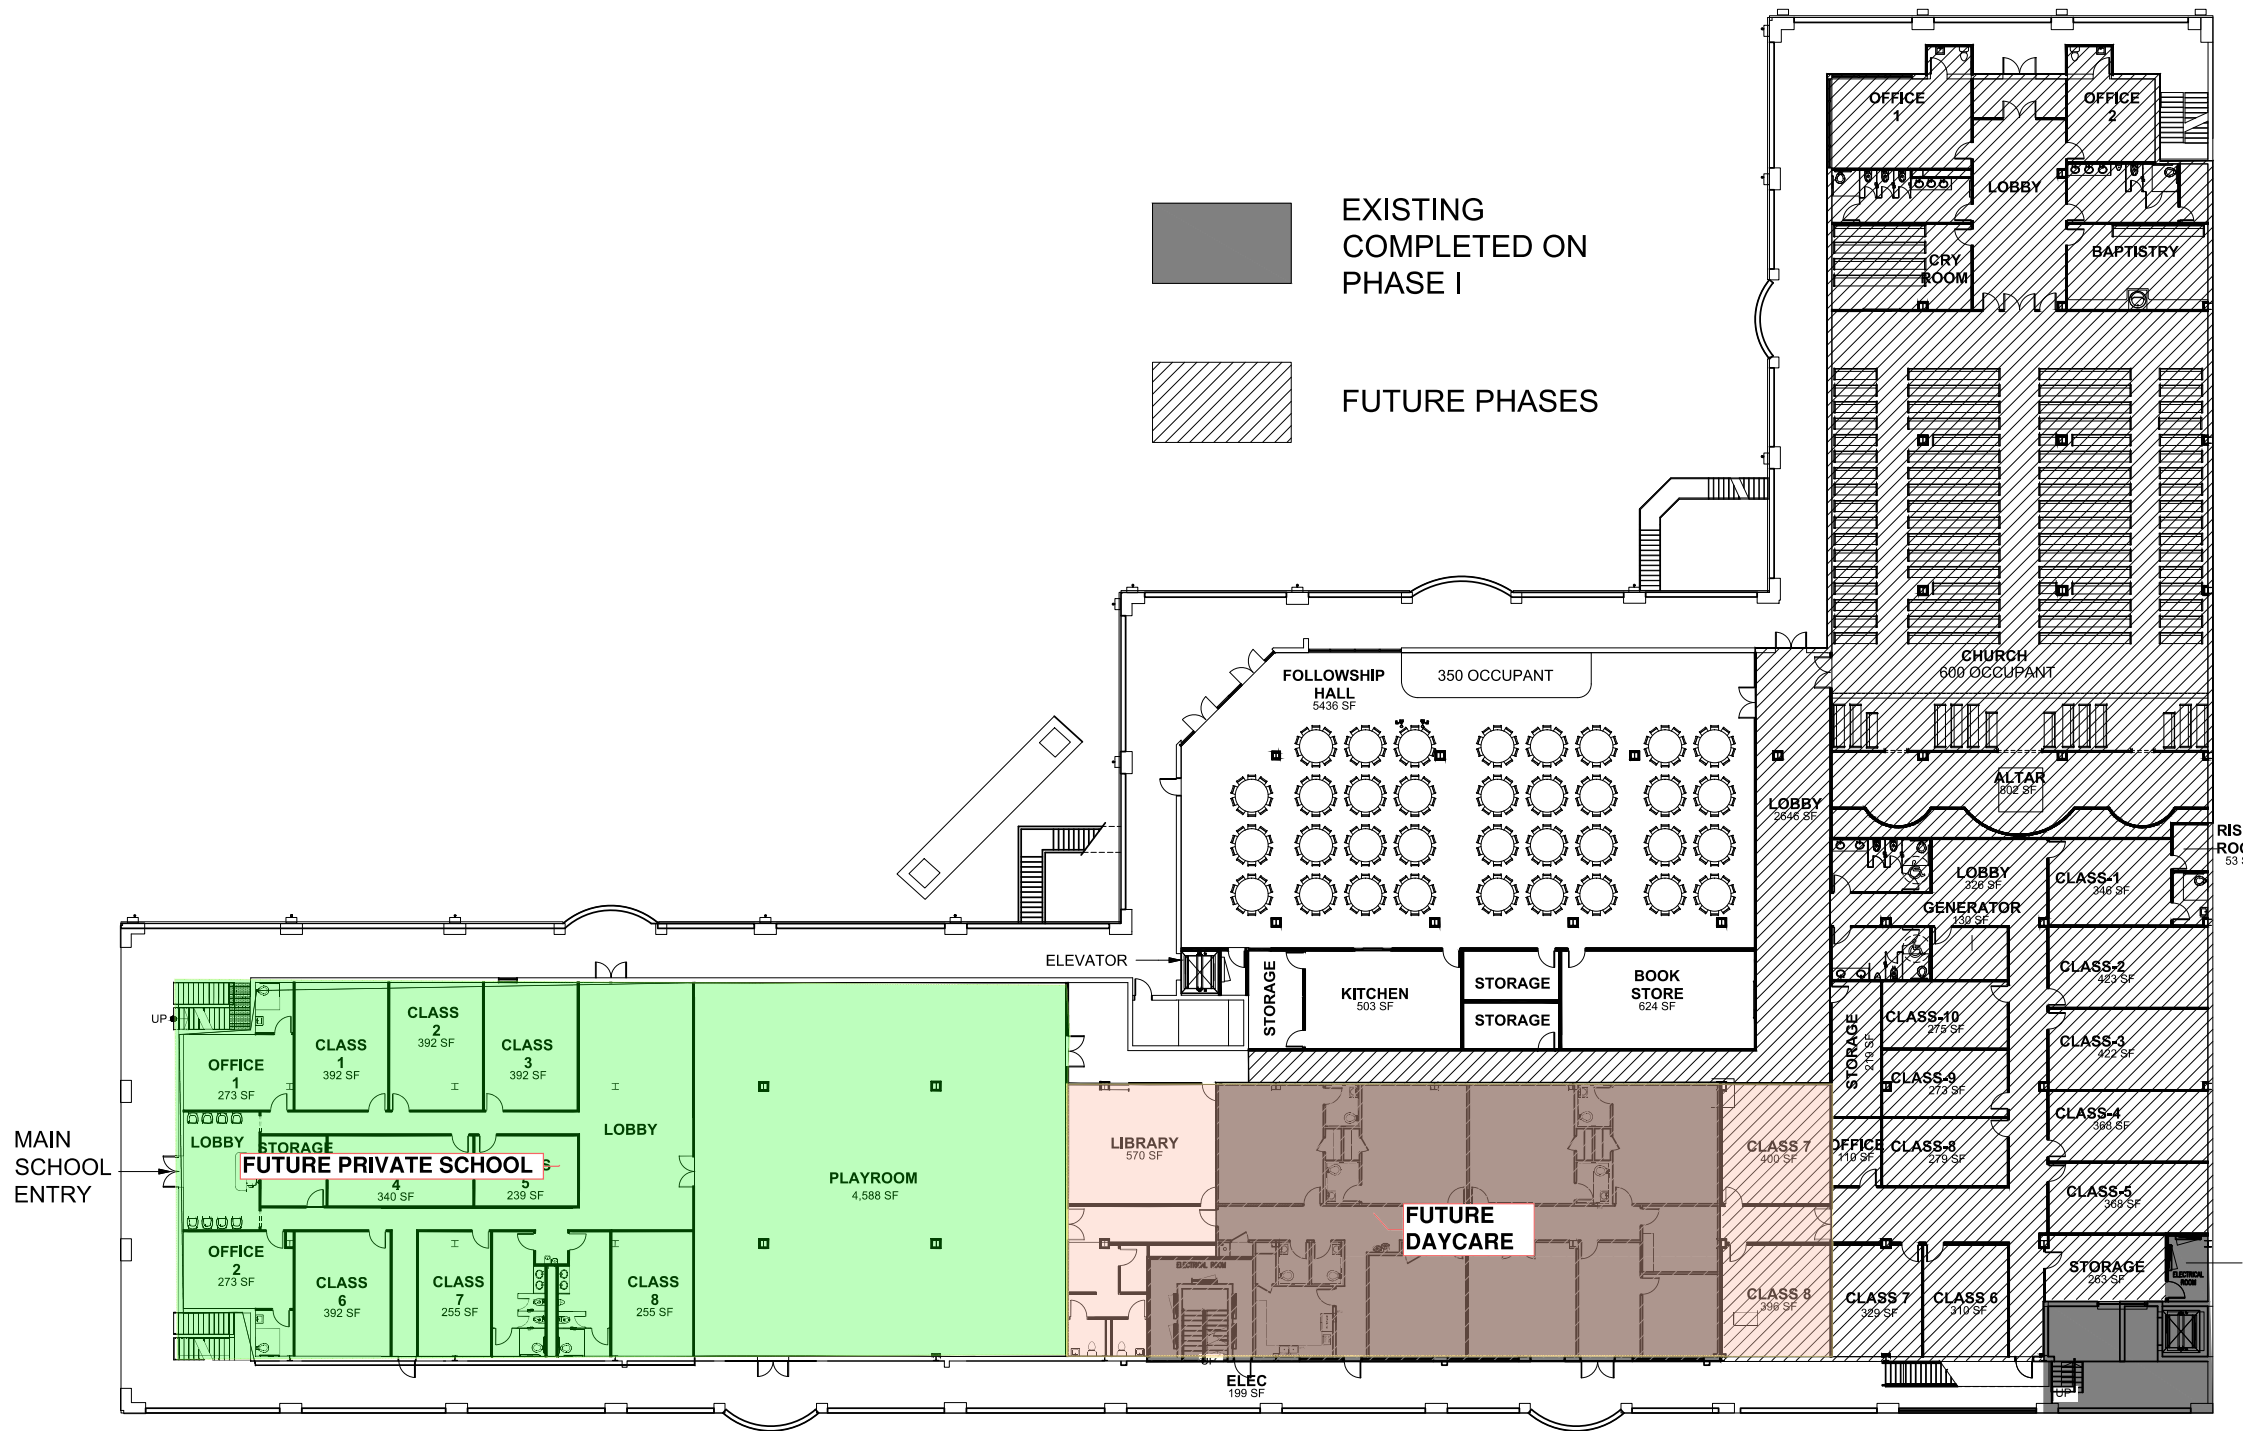 EXISTING
COMPLETED ON
PHASE I
FUTURE PHASES
OFFICE
1
OFFICE
2
LOBBY
CRY
ROOM
BAPTISTRY
CHURCH
600 OCCUPANT
ALTAR
802 SF
FOLLOWSHIP
HALL
5436 SF
350 OCCUPANT
LOBBY
2646 SF
ELEVATOR
STORAGE
KITCHEN
503 SF
STORAGE
STORAGE
BOOK
STORE
624 SF
LOBBY
326 SF
GENERATOR
130 SF
CLASS-1
346 SF
CLASS-2
423 SF
CLASS-10
275 SF
STORAGE
219 SF
CLASS-3
422 SF
CLASS-9
273 SF
CLASS-4
368 SF
OFFICE
110 SF
CLASS-8
279 SF
CLASS-5
368 SF
STORAGE
263 SF
ELECTRICAL
ROOM
CLASS 7
329 SF
CLASS 6
310 SF
UP
UP
OFFICE
1
273 SF
CLASS
1
392 SF
CLASS
2
392 SF
CLASS
3
392 SF
MAIN
SCHOOL
ENTRY
LOBBY
STORAGE
FUTURE PRIVATE SCHOOL
4
340 SF
5
239 SF
LOBBY
PLAYROOM
4,588 SF
OFFICE
2
273 SF
CLASS
6
392 SF
CLASS
7
255 SF
CLASS
8
255 SF
LIBRARY
570 SF
ELECTRICAL ROOM
FUTURE
DAYCARE
CLASS 7
400 SF
CLASS 8
396 SF
ELEC
199 SF